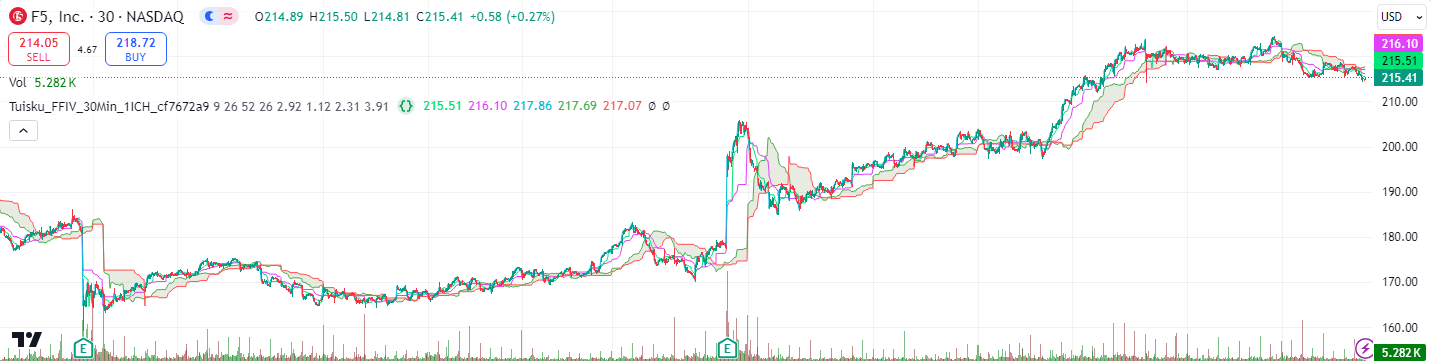 F5, Inc. · 30 · NASDAQ ≈ O214.89 H215.50 L214.81 C215.41 +0.58 (+0.27%)
USD
214.05 SELL 4.67 218.72 BUY
216.10
215.51
Vol 5.282 K
215.41
Tuisku_FFIV_30Min_1ICH_cf7672a9 9 26 52 26 2.92 1.12 2.31 3.91 {} 215.51 216.10 217.86 217.69 217.07 ∅ ∅
210.00
200.00
190.00
180.00
170.00
160.00
E E
5.282 K